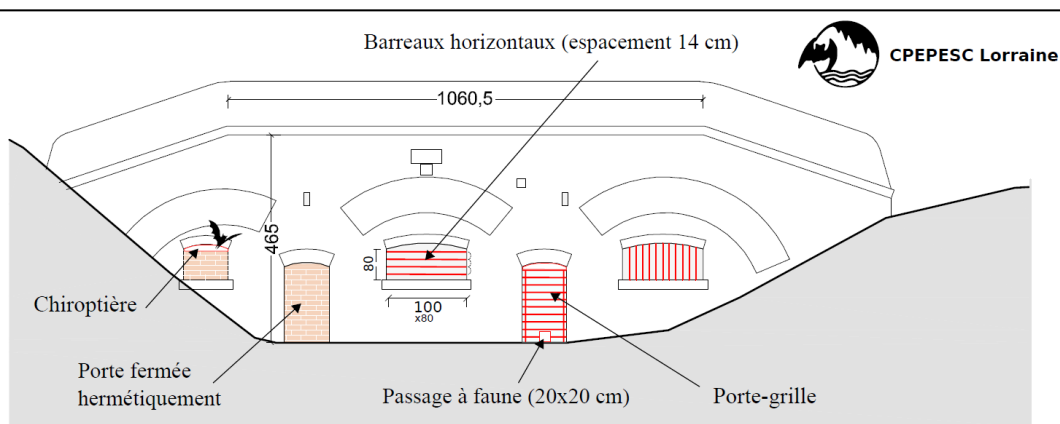 Barreaux horizontaux (espacement 14 cm)
CPEPESC Lorraine
1060,5
465
80
100
x80
Chiroptière
Porte fermée
hermétiquement
Passage à faune (20x20 cm)
Porte-grille